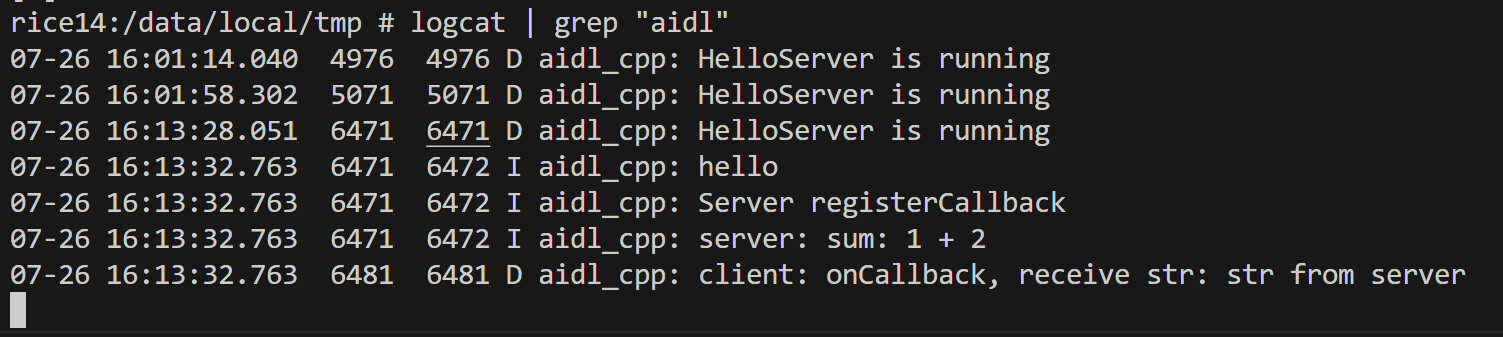 rice14:/data/local/tmp # logcat | grep "aidl"
07-26 16:01:14.040  4976  4976 D aidl_cpp: HelloServer is running
07-26 16:01:58.302  5071  5071 D aidl_cpp: HelloServer is running
07-26 16:13:28.051  6471  6471 D aidl_cpp: HelloServer is running
07-26 16:13:32.763  6471  6472 I aidl_cpp: hello
07-26 16:13:32.763  6471  6472 I aidl_cpp: Server registerCallback
07-26 16:13:32.763  6471  6472 I aidl_cpp: server: sum: 1 + 2
07-26 16:13:32.763  6481  6481 D aidl_cpp: client: onCallback, receive str: str from server